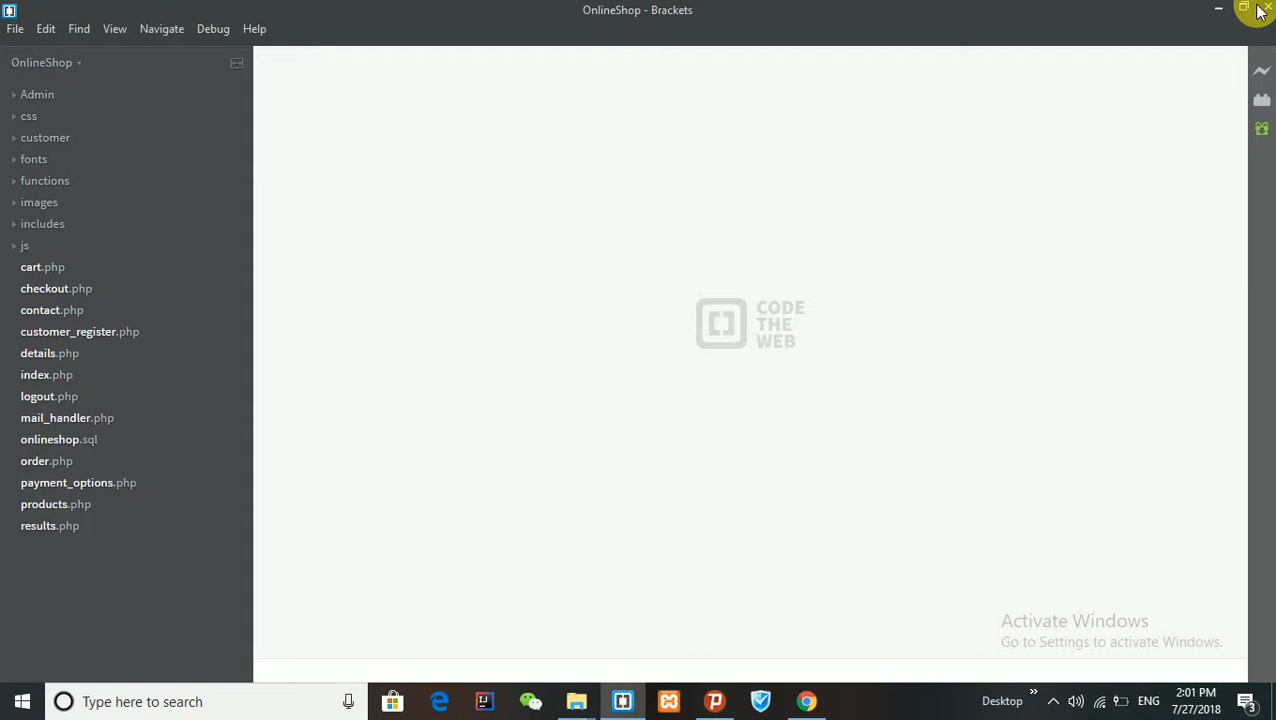 OnlineShop - Brackets
File Edit Find View Navigate Debug Help
OnlineShop
Admin
css
customer
fonts
functions
images
includes
js
cart.php
checkout.php
contact.php
customer_register.php
details.php
index.php
logout.php
mail_handler.php
onlineshop.sql
order.php
payment_options.php
products.php
results.php
CODE
THE
WEB
Activate Windows
Go to Settings to activate Windows.
Type here to search
Desktop
ENG
2:01 PM
7/27/2018
3